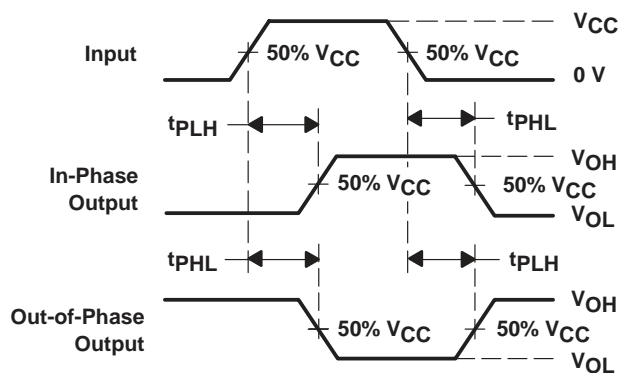 VCC
Input
50% VCC
50% VCC
0 V
tPLH
tPHL
VOH
In-Phase
Output
50% VCC
50% VCC
VOL
tPHL
tPLH
VOH
Out-of-Phase
Output
50% VCC
50% VCC
VOL